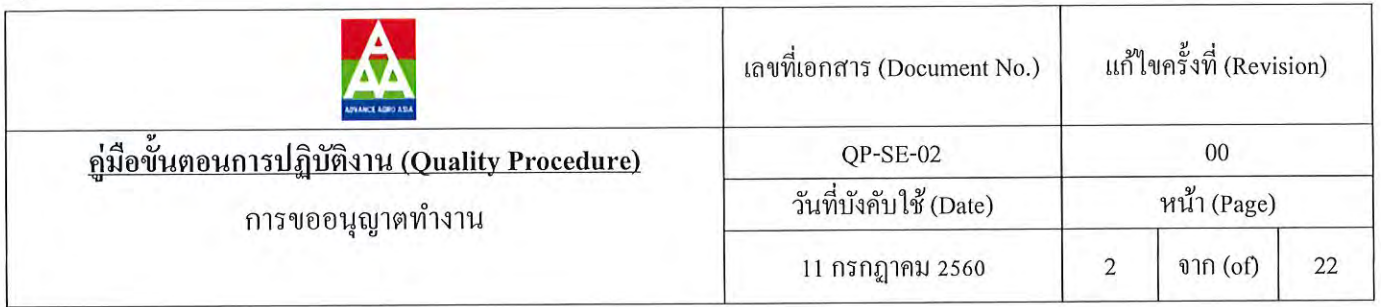 AAA
ADVANCE AGRO ASIA
เลขที่เอกสาร (Document No.)
แก้ไขครั้งที่ (Revision)
คู่มือขั้นตอนการปฏิบัติงาน (Quality Procedure)
การขออนุญาตทำงาน
QP-SE-02
00
วันที่บังคับใช้ (Date)
หน้า (Page)
11 กรกฎาคม 2560
2
จาก (of)
22